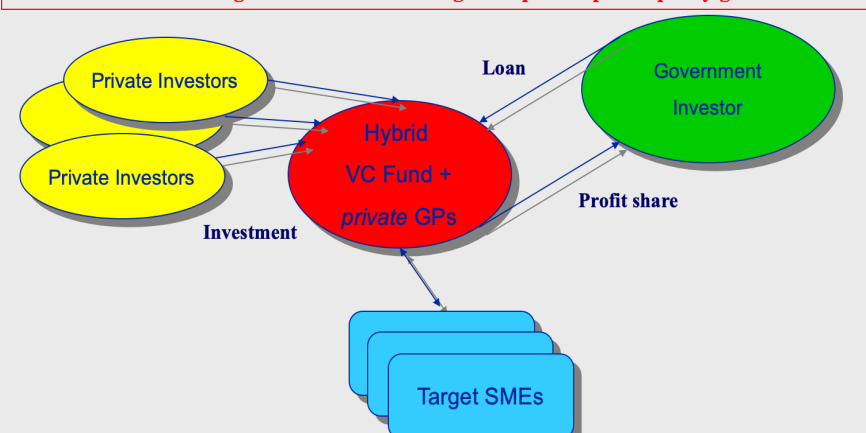 Private Investors
Private Investors
Investment
Hybrid
VC Fund +
private GPs
Loan
Government
Investor
Profit share
Target SMEs